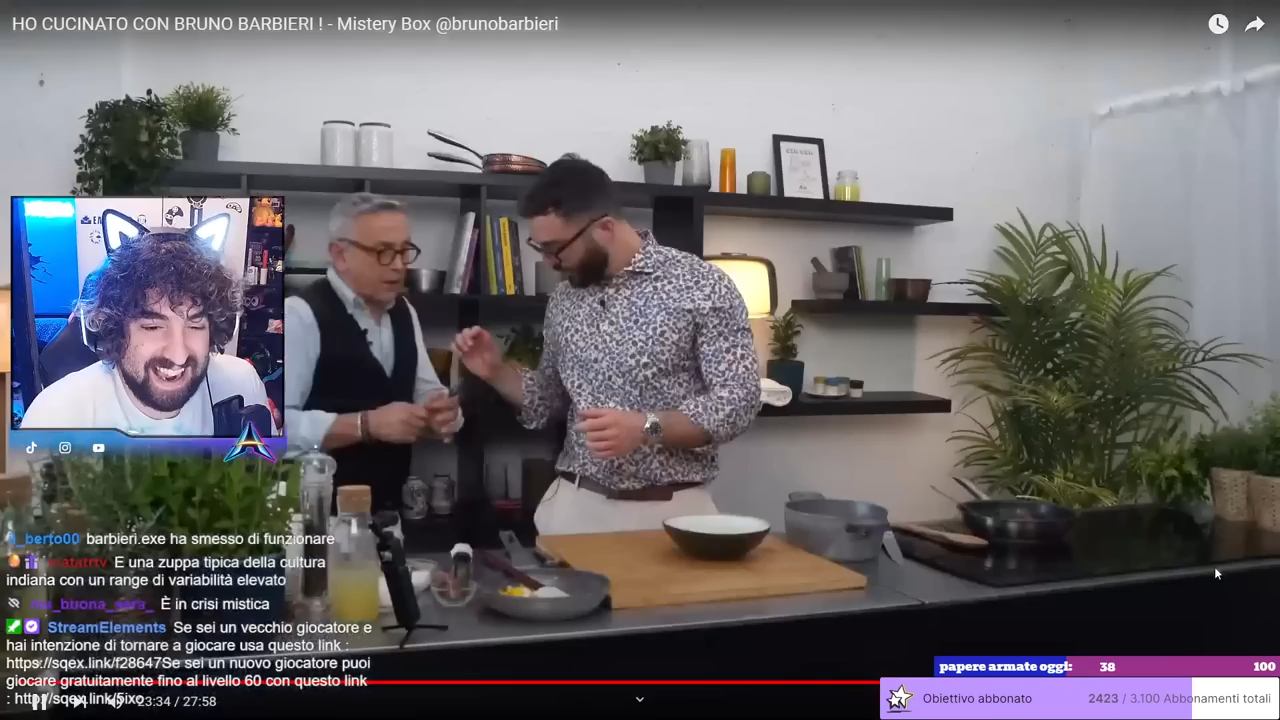 HO CUCINATO CON BRUNO BARBIERI ! - Mistery Box @brunobarbieri
barbieri.exe ha smesso di funzionare
E una zuppa tipica della cultura
indiana con un range di variabilità elevato
È in crisi mistica
StreamElements Se sei un vecchio giocatore e
hai intenzione di tornare a giocare usa questo link :
https://sqex.link/f28647Se sei un nuovo giocatore puoi
giocare gratuitamente fino al livello 60 con questo link
: http://sqex.link/5ixo
23:34 / 27:58
papere armate oggi: 38 100
Obiettivo abbonato 2423 / 3.100 Abbonamenti totali